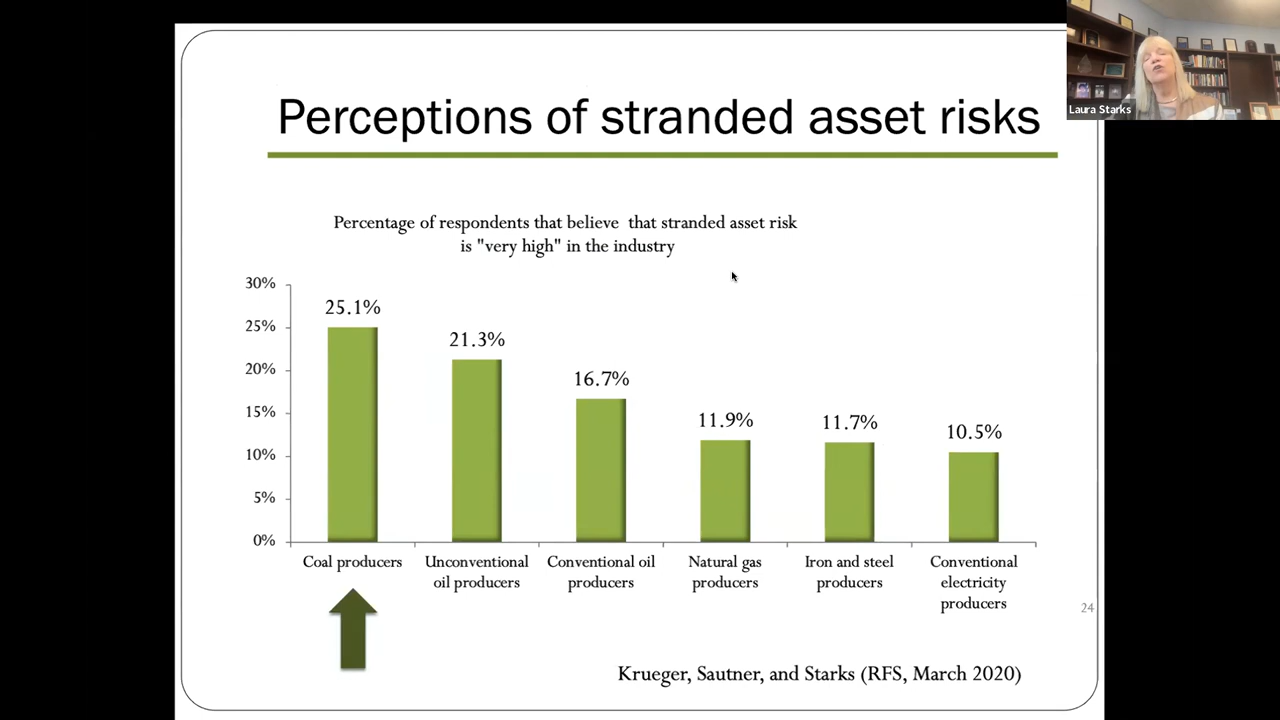 Perceptions of stranded asset risks
Laura Starks
Percentage of respondents that believe that stranded asset risk
is "very high" in the industry
30%
25%
20%
15%
10%
5%
0%
25.1%
21.3%
16.7%
11.9%
11.7%
10.5%
Coal producers
Unconventional
oil producers
Conventional oil
producers
Natural gas
producers
Iron and steel
producers
Conventional
electricity
producers
24
Krueger, Sautner, and Starks (RFS, March 2020)